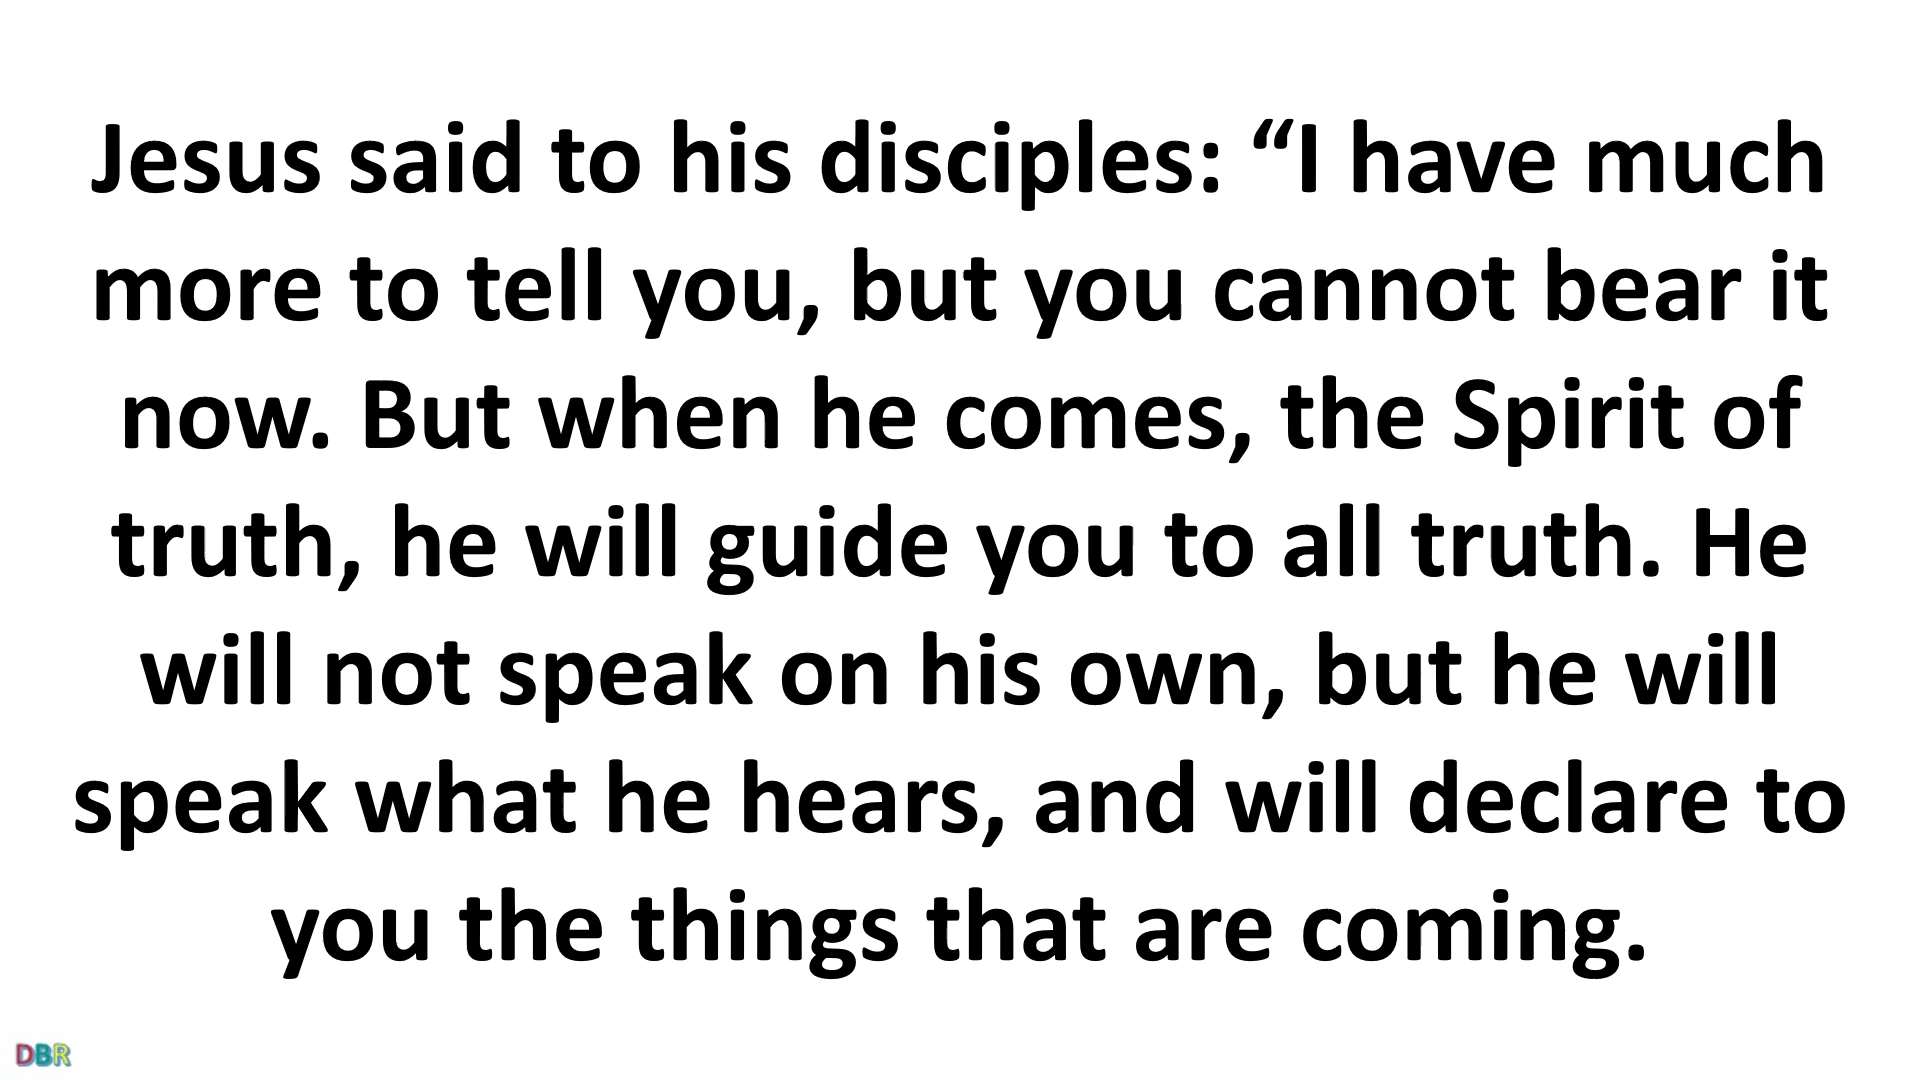 Jesus said to his disciples: “I have much
more to tell you, but you cannot bear it
now. But when he comes, the Spirit of
truth, he will guide you to all truth. He
will not speak on his own, but he will
speak what he hears, and will declare to
you the things that are coming.
DBR